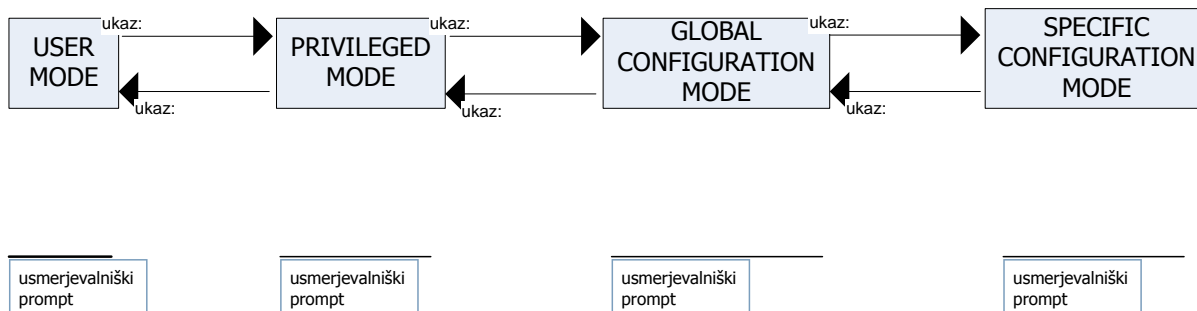 ukaz:
ukaz:
ukaz:
USER
MODE
PRIVILEGED
MODE
GLOBAL
CONFIGURATION
MODE
SPECIFIC
CONFIGURATION
MODE
ukaz:
ukaz:
ukaz:
usmerjevalniški
prompt
usmerjevalniški
prompt
usmerjevalniški
prompt
usmerjevalniški
prompt